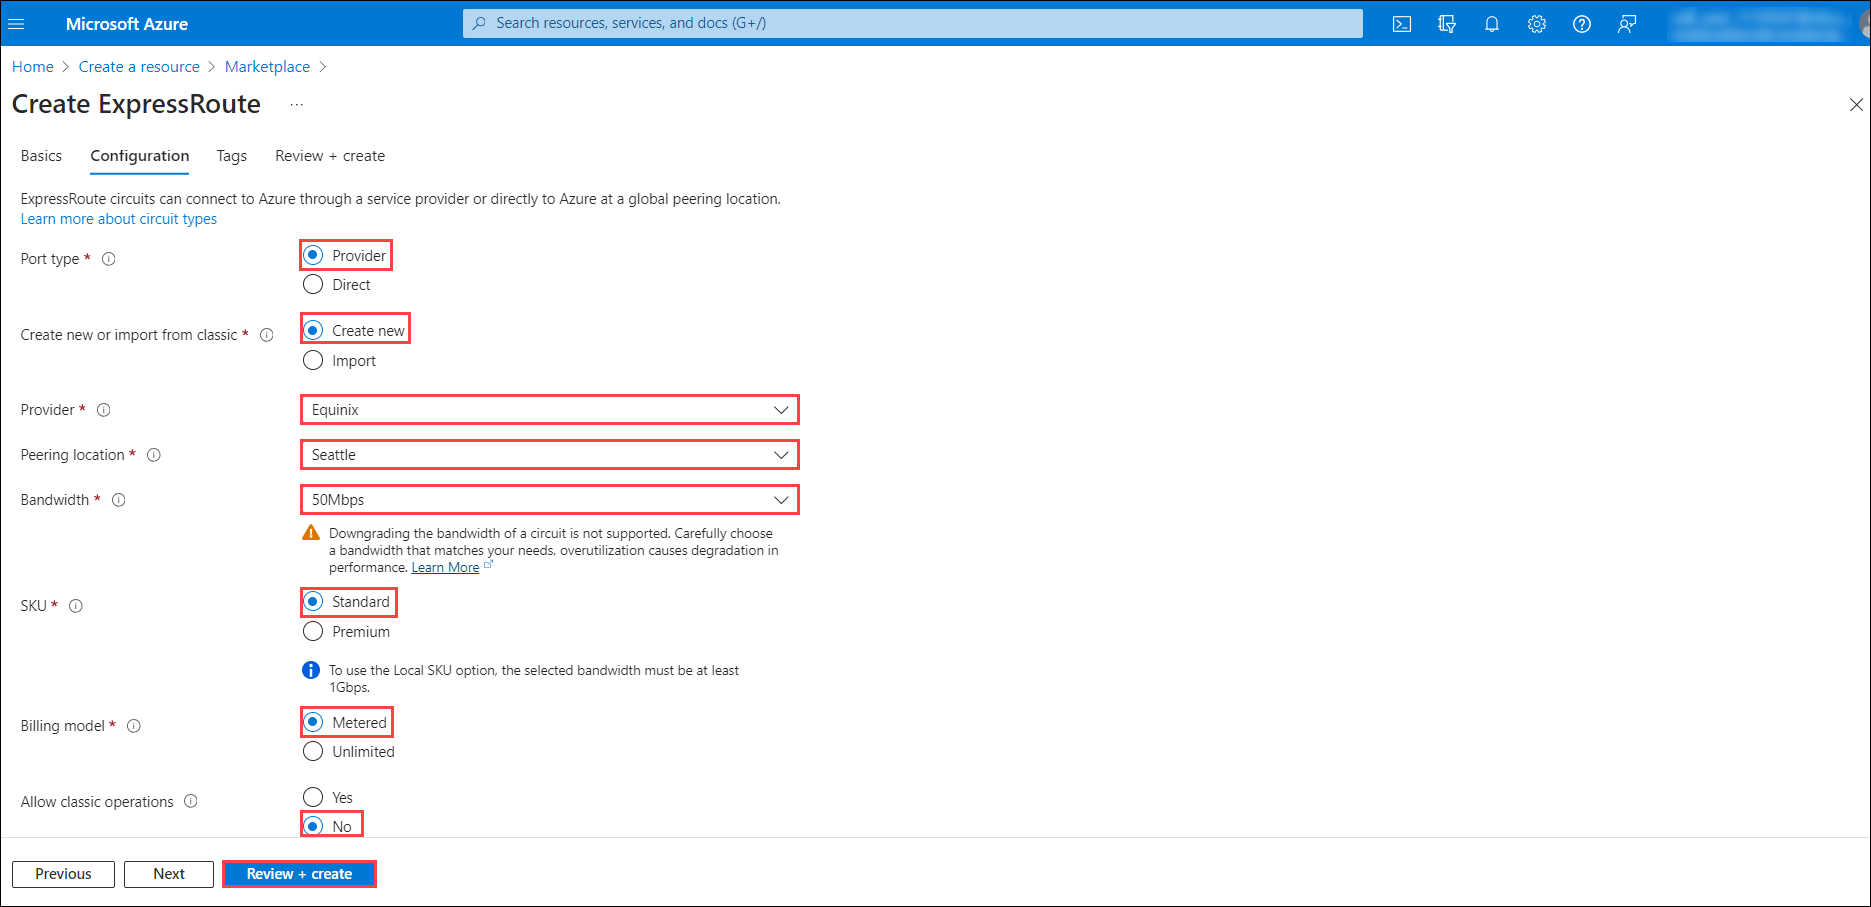 Microsoft Azure
Search resources, services, and docs (G+/)
Home > Create a resource > Marketplace >
Create ExpressRoute ...
Basics Configuration Tags Review + create
ExpressRoute circuits can connect to Azure through a service provider or directly to Azure at a global peering location.
Learn more about circuit types
Port type *
Provider
Direct
Create new or import from classic *
Create new
Import
Provider *
Equinix
Peering location *
Seattle
Bandwidth *
50Mbps
Downgrading the bandwidth of a circuit is not supported. Carefully choose
a bandwidth that matches your needs, overutilization causes degradation in
performance. Learn More
SKU *
Standard
Premium
To use the Local SKU option, the selected bandwidth must be at least
1Gbps.
Billing model *
Metered
Unlimited
Allow classic operations
Yes
No
Previous Next Review + create